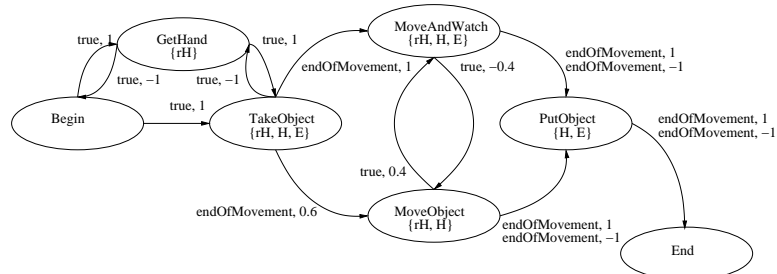 GetHand
{rH}
true, 1
true, −1
true, 1
true, −1
Begin
true, 1
TakeObject
{rH, H, E}
endOfMovement, 1
MoveAndWatch
{rH, H, E}
true, −0.4
true, 0.4
endOfMovement, 0.6
MoveObject
{rH, H}
endOfMovement, 1
endOfMovement, −1
PutObject
{H, E}
endOfMovement, 1
endOfMovement, −1
endOfMovement, 1
endOfMovement, −1
End